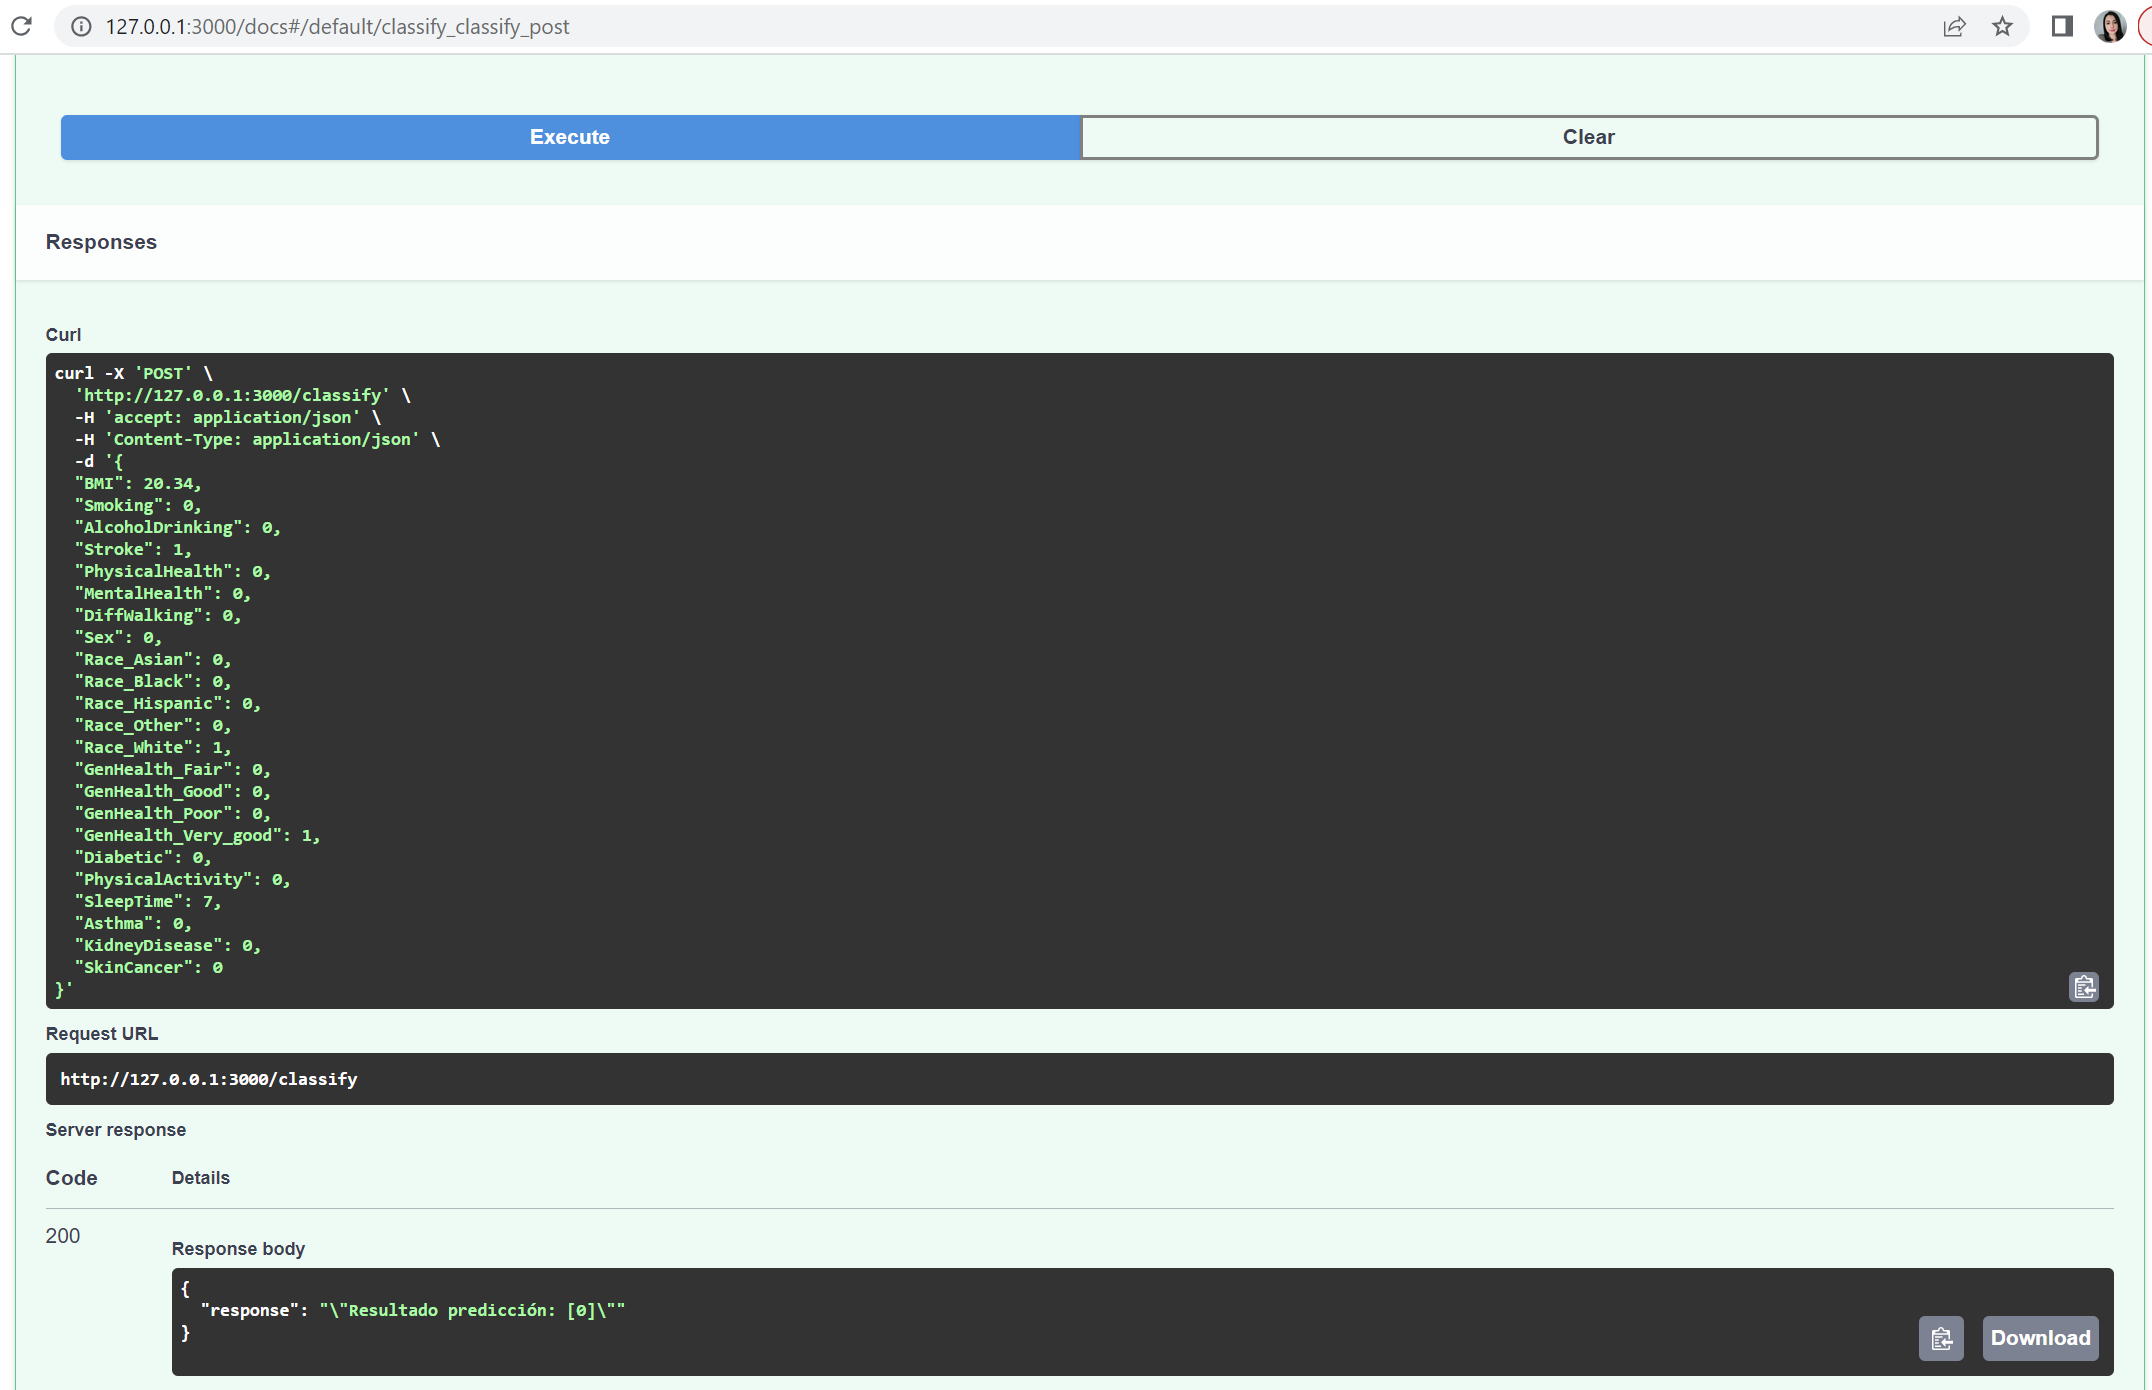 127.0.0.1:3000/docs#/default/classify_classify_post
Execute
Clear
Responses
Curl
curl -X 'POST' \
  'http://127.0.0.1:3000/classify' \
  -H 'accept: application/json' \
  -H 'Content-Type: application/json' \
  -d '{
  "BMI": 20.34,
  "Smoking": 0,
  "AlcoholDrinking": 0,
  "Stroke": 1,
  "PhysicalHealth": 0,
  "MentalHealth": 0,
  "DiffWalking": 0,
  "Sex": 0,
  "Race_Asian": 0,
  "Race_Black": 0,
  "Race_Hispanic": 0,
  "Race_Other": 0,
  "Race_White": 1,
  "GenHealth_Fair": 0,
  "GenHealth_Good": 0,
  "GenHealth_Poor": 0,
  "GenHealth_Very_good": 1,
  "Diabetic": 0,
  "PhysicalActivity": 0,
  "SleepTime": 7,
  "Asthma": 0,
  "KidneyDisease": 0,
  "SkinCancer": 0
}'
Request URL
http://127.0.0.1:3000/classify
Server response
Code Details
200
Response body
{
  "response": "\"Resultado predicción: [0]\""
}
Download